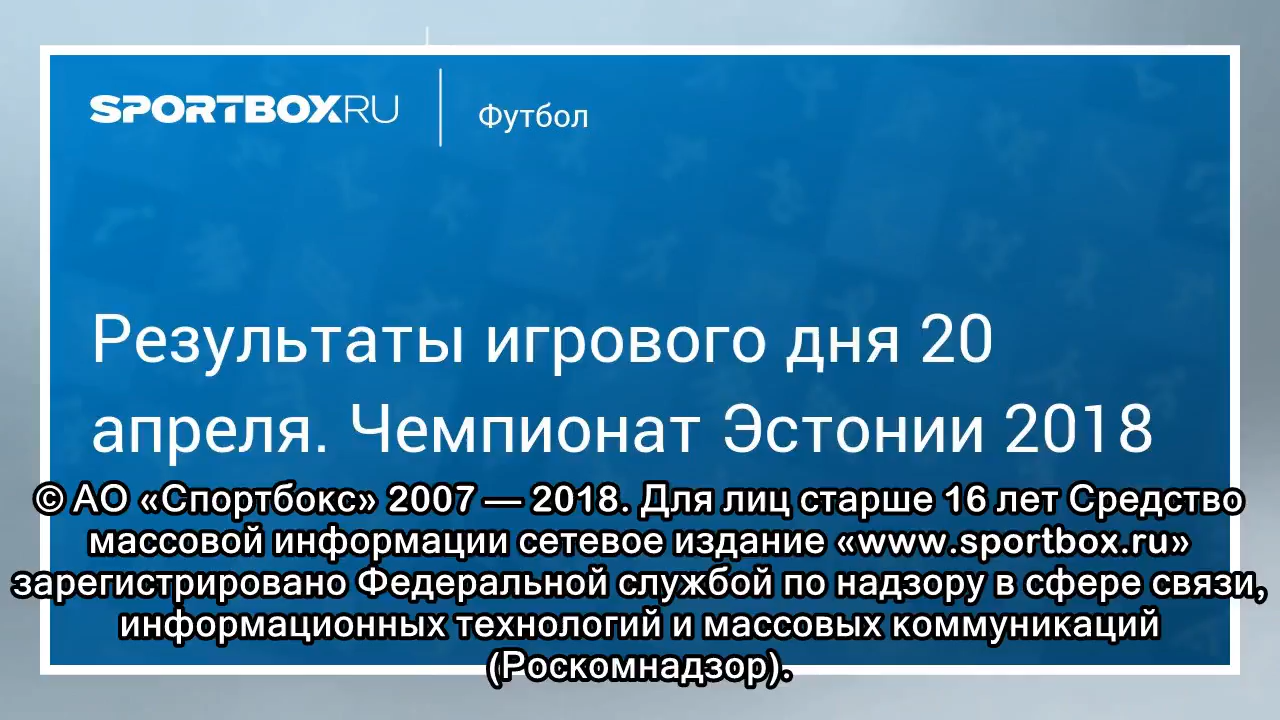 SPORTBOXRU
Футбол
Результаты игрового дня 20
апреля. Чемпионат Эстонии 2018
© АО «Спортбокс» 2007 — 2018. Для лиц старше 16 лет Средство
массовой информации сетевое издание «www.sportbox.ru»
зарегистрировано Федеральной службой по надзору в сфере связи,
информационных технологий и массовых коммуникаций
(Роскомнадзор).